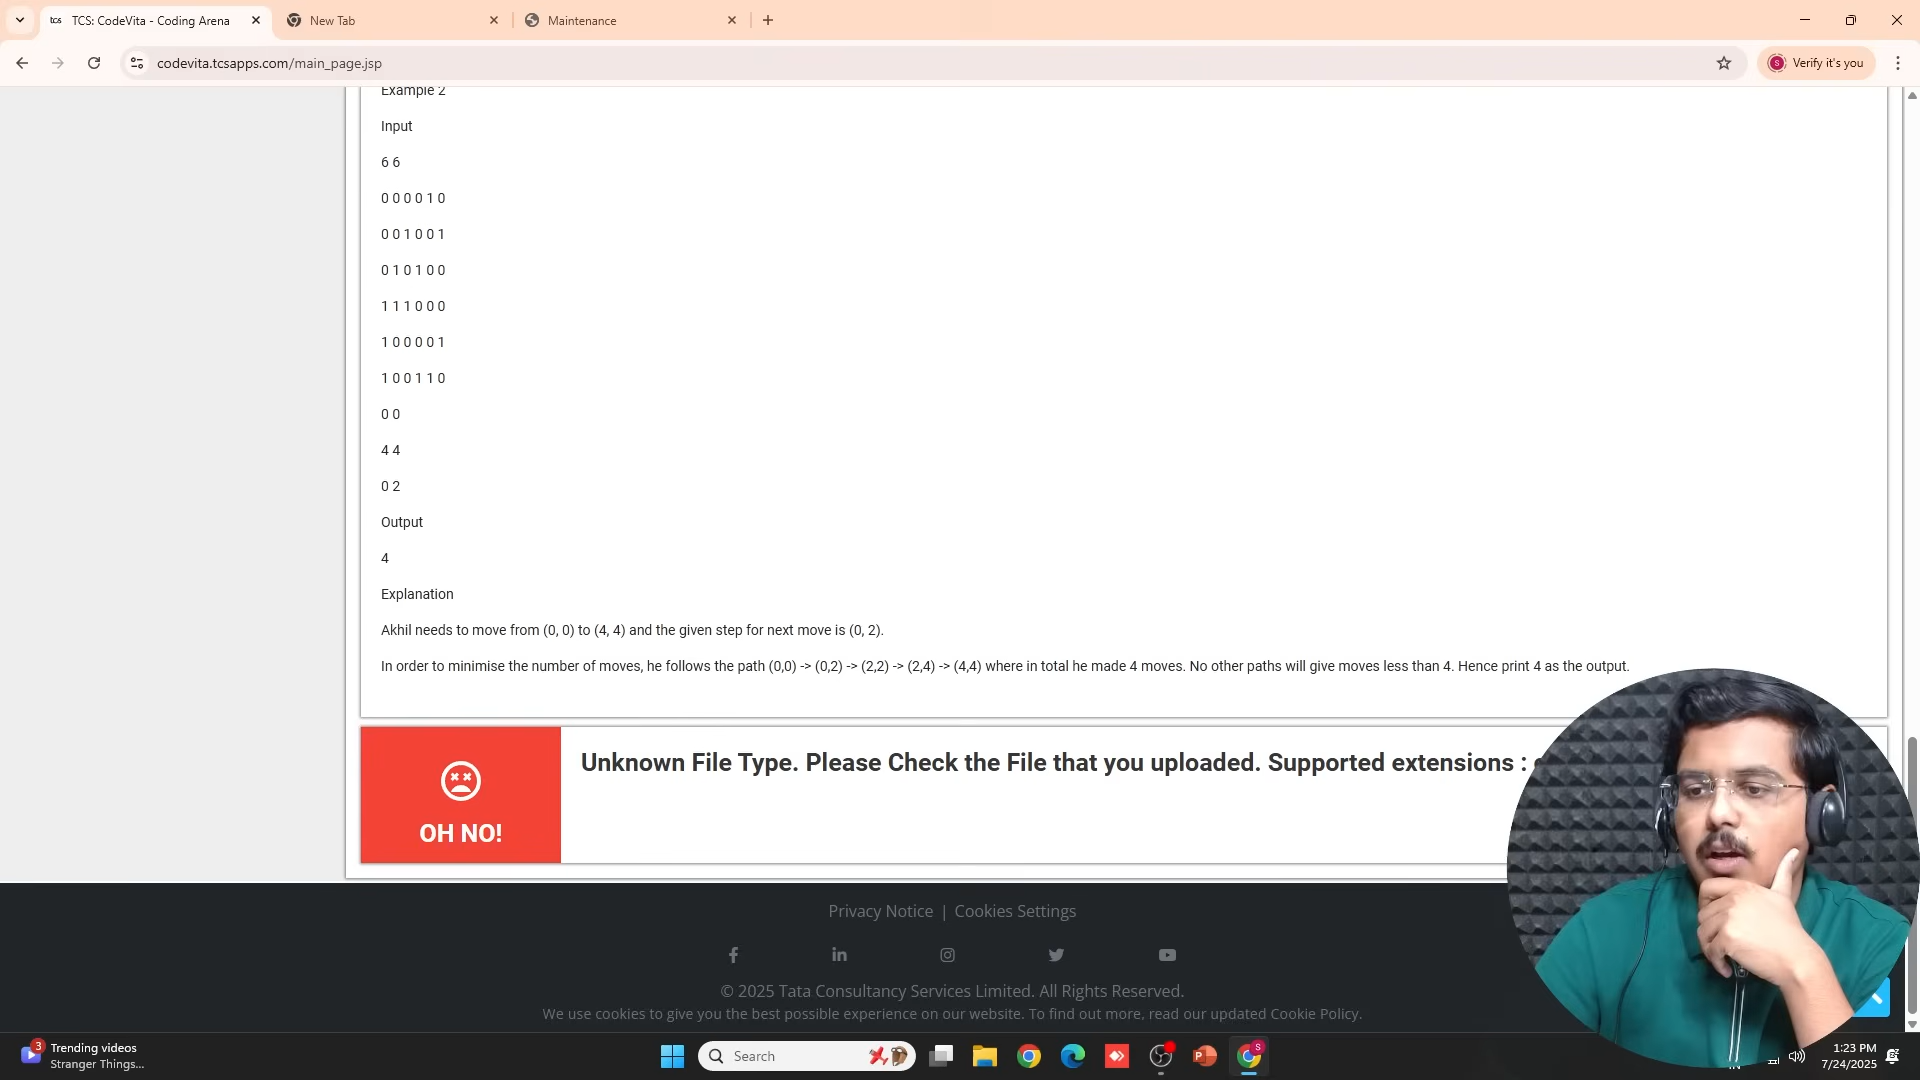 tcs TCS: CodeVita - Coding Arena
New Tab
Maintenance
codevita.tcsapps.com/main_page.jsp
S Verify it's you
Example 2
Input
6 6
0 0 0 0 1 0
0 0 1 0 0 1
0 1 0 1 0 0
1 1 1 0 0 0
1 0 0 0 0 1
1 0 0 1 1 0
0 0
4 4
0 2
Output
4
Explanation
Akhil needs to move from (0, 0) to (4, 4) and the given step for next move is (0, 2).
In order to minimise the number of moves, he follows the path (0,0) -> (0,2) -> (2,2) -> (2,4) -> (4,4) where in total he made 4 moves. No other paths will give moves less than 4. Hence print 4 as the output.
OH NO!
Unknown File Type. Please Check the File that you uploaded. Supported extensions :
Privacy Notice | Cookies Settings
© 2025 Tata Consultancy Services Limited. All Rights Reserved.
We use cookies to give you the best possible experience on our website. To find out more, read our updated Cookie Policy.
3
Trending videos
Stranger Things...
Search
1:23 PM
7/24/2025